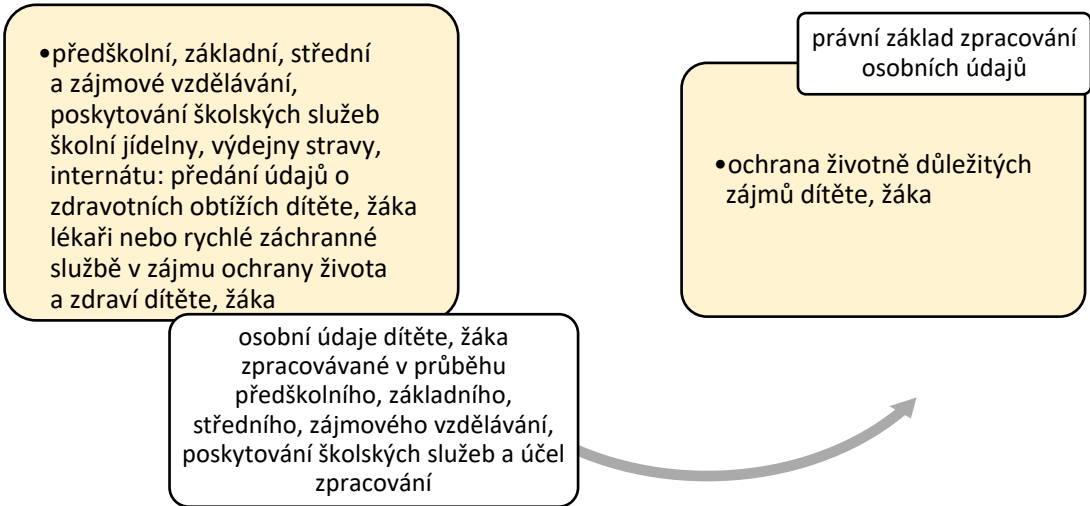 •předškolní, základní, střední
a zájmové vzdělávání,
poskytování školských služeb
školní jídelny, výdejny stravy,
internátu: předání údajů o
zdravotních obtížích dítěte, žáka
lékaři nebo rychlé záchranné
službě v zájmu ochrany života
a zdraví dítěte, žáka
osobní údaje dítěte, žáka
zpracovávané v průběhu
předškolního, základního,
středního, zájmového vzdělávání,
poskytování školských služeb a účel
zpracování
právní základ zpracování
osobních údajů
•ochrana životně důležitých
zájmů dítěte, žáka